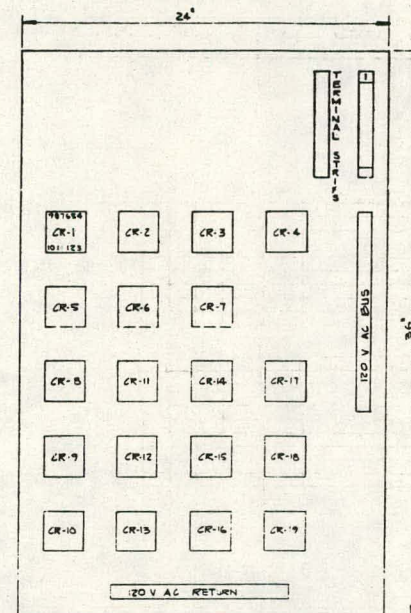 24"
TERMINAL STRIPS
1
987654
CR-1
1011 123
CR-2
CR-3
CR-4
CR-5
CR-6
CR-7
120 V AC BUS
36"
CR-8
CR-11
CR-14
CR-17
CR-9
CR-12
CR-15
CR-18
CR-10
CR-13
CR-16
CR-19
120 V AC RETURN